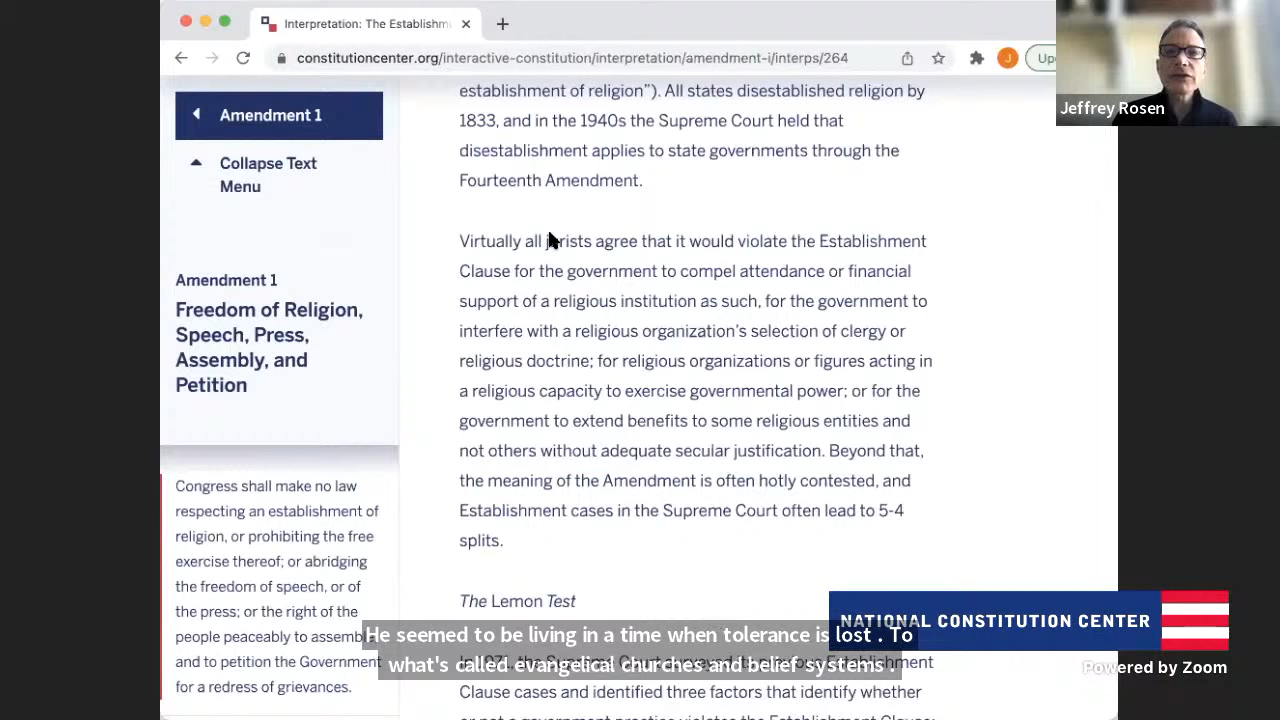 Interpretation: The Establishm
constitutioncenter.org/interactive-constitution/interpretation/amendment-i/interps/264
J
Up
Jeffrey Rosen
Amendment 1
Collapse Text
Menu
Amendment 1
Freedom of Religion,
Speech, Press,
Assembly, and
Petition
Congress shall make no law
respecting an establishment of
religion, or prohibiting the free
exercise thereof; or abridging
the freedom of speech, or of
the press; or the right of the
people peaceably to assemble
and to petition the Government
for a redress of grievances.
establishment of religion”). All states disestablished religion by
1833, and in the 1940s the Supreme Court held that
disestablishment applies to state governments through the
Fourteenth Amendment.
Virtually all jurists agree that it would violate the Establishment
Clause for the government to compel attendance or financial
support of a religious institution as such, for the government to
interfere with a religious organization’s selection of clergy or
religious doctrine; for religious organizations or figures acting in
a religious capacity to exercise governmental power; or for the
government to extend benefits to some religious entities and
not others without adequate secular justification. Beyond that,
the meaning of the Amendment is often hotly contested, and
Establishment cases in the Supreme Court often lead to 5-4
splits.
The Lemon Test
Clause cases and identified three factors that identify whether
He seemed to be living in a time when tolerance is lost . To
what's called evangelical churches and belief systems .
NATIONAL CONSTITUTION CENTER
Powered by Zoom